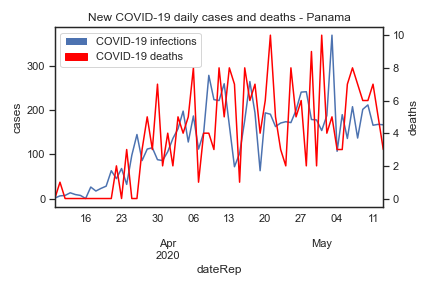 New COVID-19 daily cases and deaths - Panama
COVID-19 infections
COVID-19 deaths
cases
300
200
100
0
deaths
10
8
6
4
2
0
16 23 30 06 13 20 27 04 11
Apr May
2020
dateRep